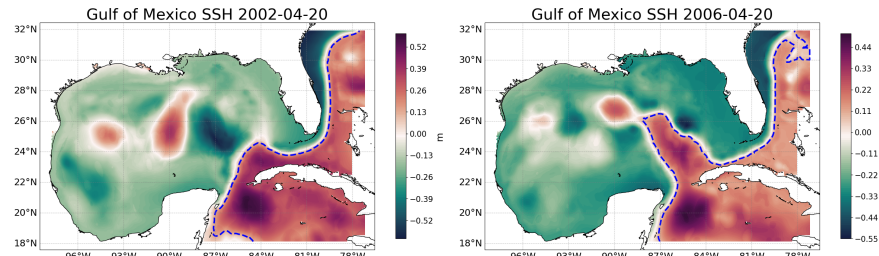 Gulf of Mexico SSH 2002-04-20
32°N
30°N
28°N
26°N
24°N
22°N
20°N
18°N
96°W 93°W 90°W 87°W 84°W 81°W 78°W
0.52
0.39
0.26
0.13
0.00
−0.13
−0.26
−0.39
−0.52
m
Gulf of Mexico SSH 2006-04-20
32°N
30°N
28°N
26°N
24°N
22°N
20°N
18°N
96°W 93°W 90°W 87°W 84°W 81°W 78°W
0.44
0.33
0.22
0.11
0.00
−0.11
−0.22
−0.33
−0.44
−0.55